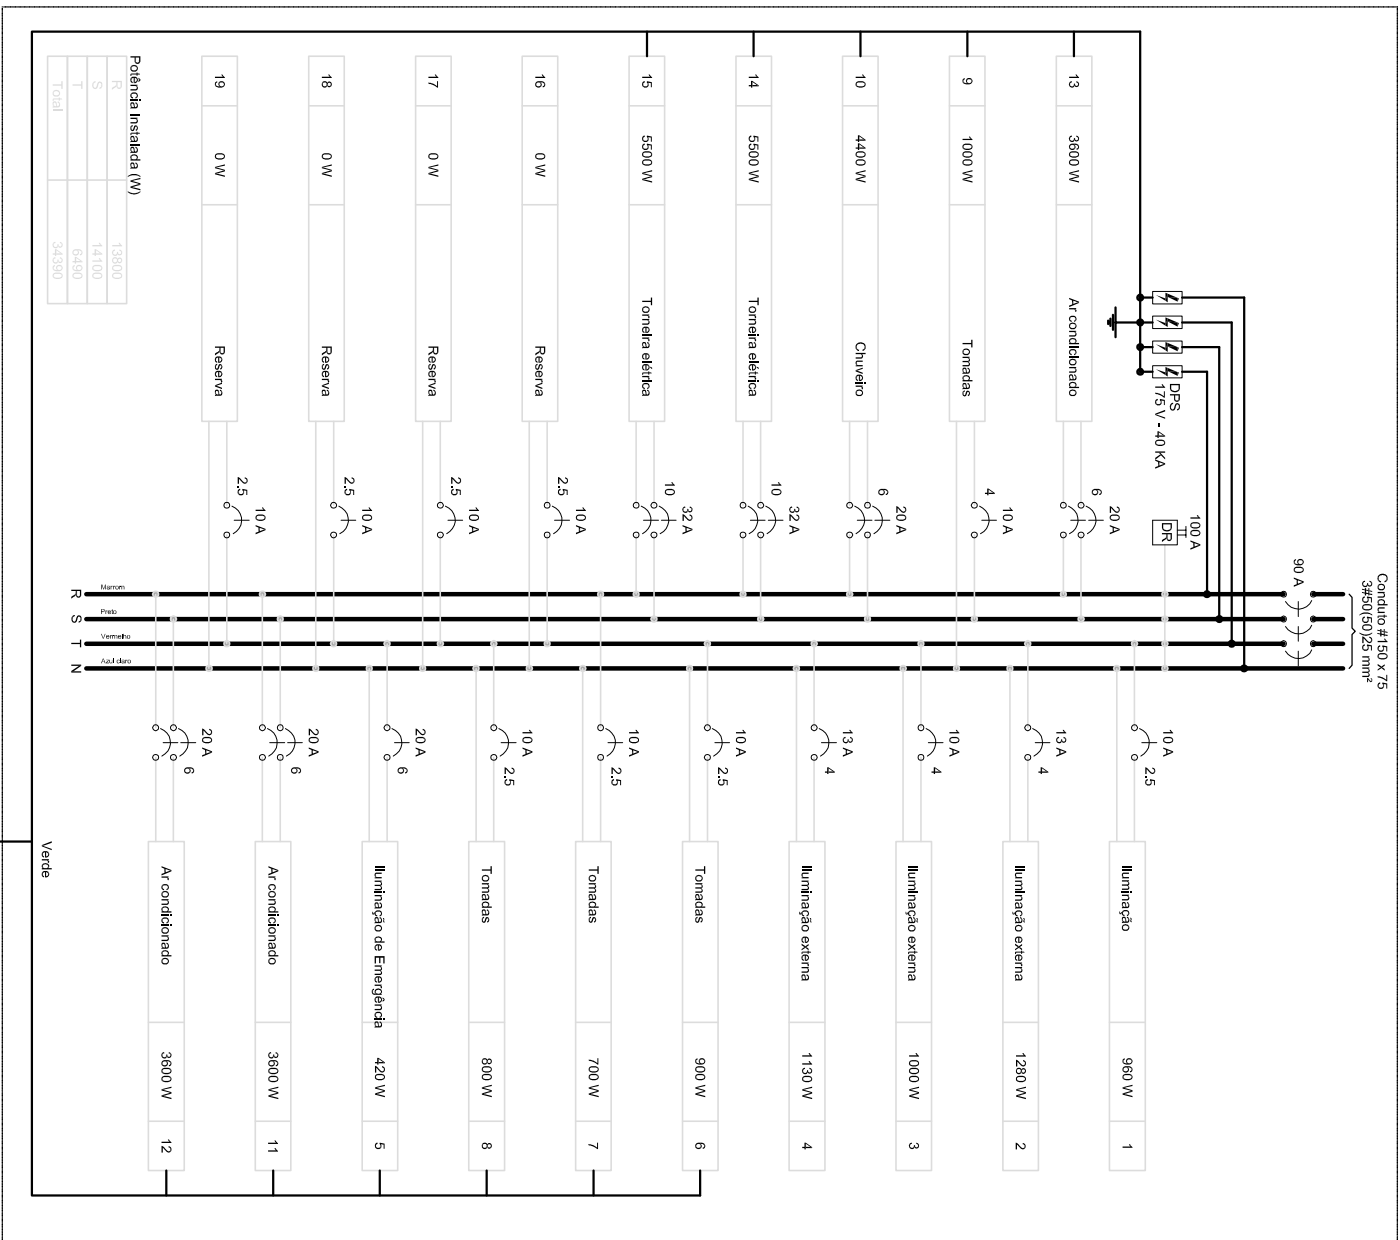 Conduto #150 x 75
3#50(50)25 mm²
90 A
100 A
DR
DPS
175 V - 40 KA
13
3600 W
Ar condicionado
20 A
6
9
1000 W
Tomadas
10 A
4
10
4400 W
Chuveiro
20 A
6
14
5500 W
Torneira elétrica
32 A
10
15
5500 W
Torneira elétrica
32 A
10
16
0 W
Reserva
10 A
2.5
17
0 W
Reserva
10 A
2.5
18
0 W
Reserva
10 A
2.5
19
0 W
Reserva
10 A
2.5
Potência Instalada (W)
R 13800
S 14100
T 6490
Total 34390
R Marrom
S Preto
T Vermelho
N Azul claro
10 A
2.5
Iluminação
960 W
1
13 A
4
Iluminação externa
1280 W
2
10 A
4
Iluminação externa
1000 W
3
13 A
4
Iluminação externa
1130 W
4
10 A
2.5
Tomadas
900 W
6
10 A
2.5
Tomadas
700 W
7
10 A
2.5
Tomadas
800 W
8
20 A
6
Iluminação de Emergência
420 W
5
20 A
6
Ar condicionado
3600 W
11
20 A
6
Ar condicionado
3600 W
12
Verde